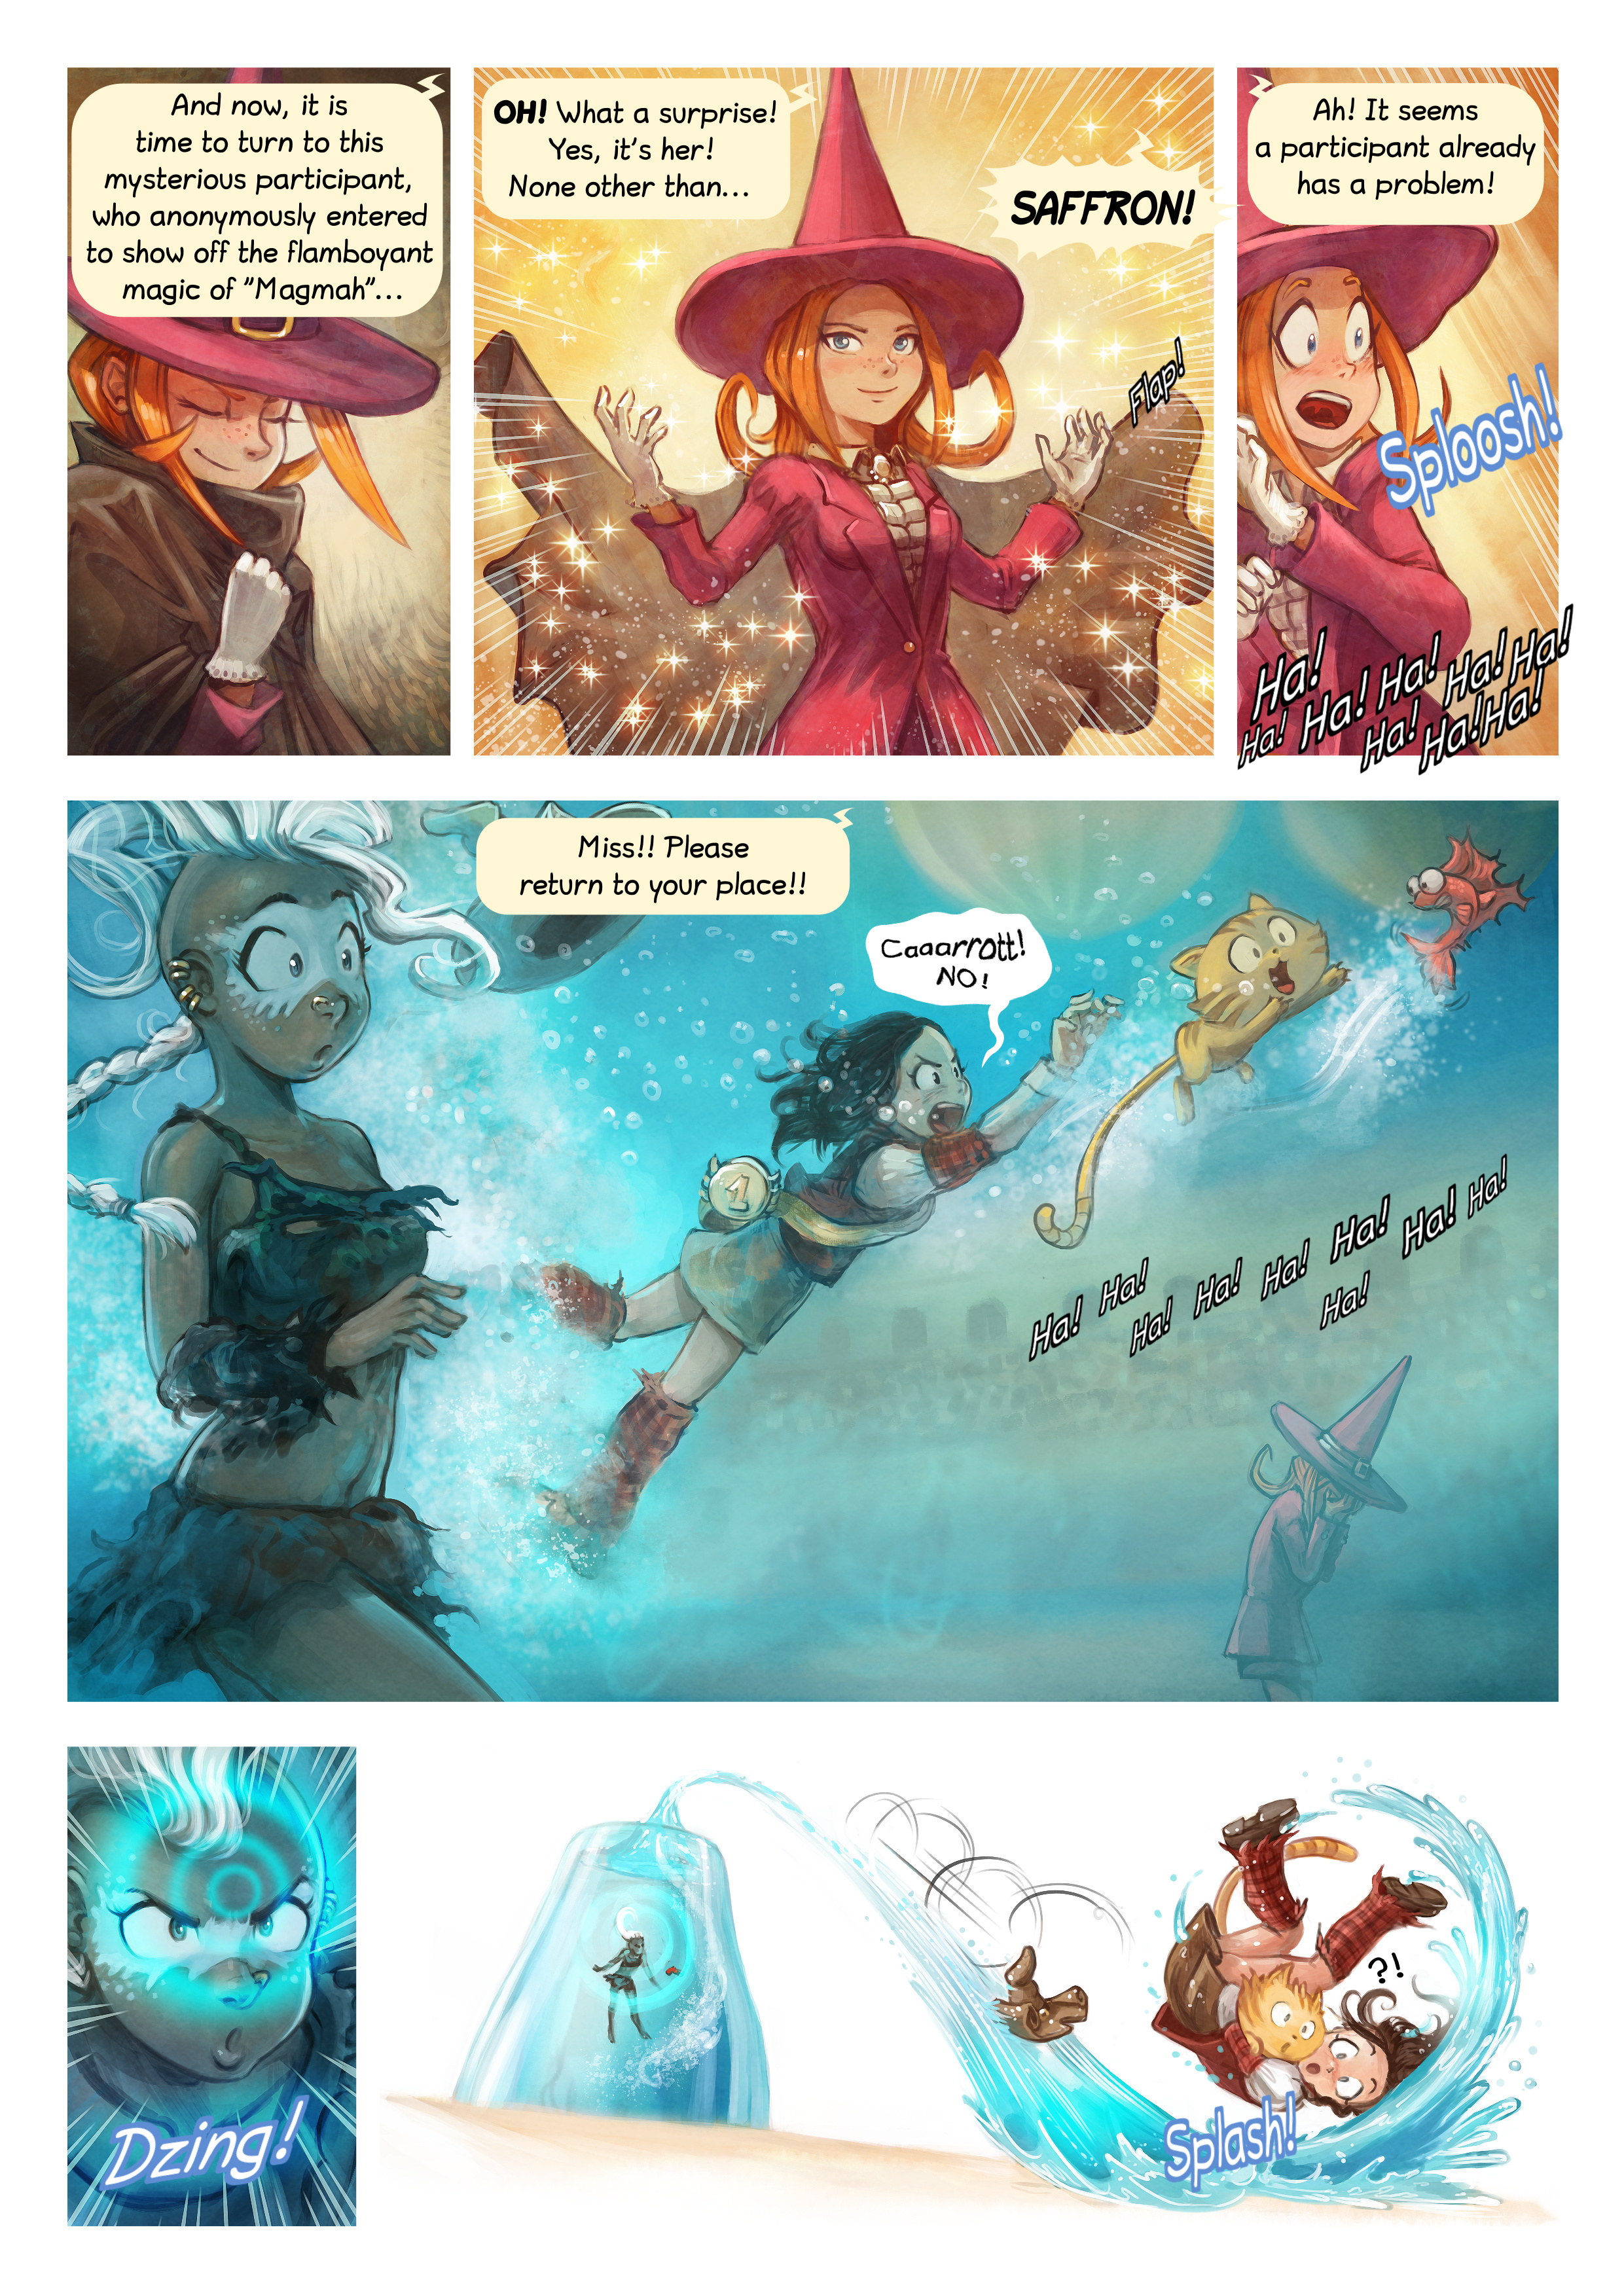 And now, it is
time to turn to this
mysterious participant,
who anonymously entered
to show off the flamboyant
magic of "Magmah"...
OH! What a surprise!
Yes, it's her!
None other than...
SAFFRON!
Flap!
Ah! It seems
a participant already
has a problem!
Sploosh!
Ha!
Ha! Ha! Ha! Ha! Ha!
Ha! Ha! Ha!
Miss!! Please
return to your place!!
Caaarrott!
NO!
1
Ha! Ha! Ha! Ha! Ha! Ha! Ha! Ha!
Ha!
Dzing!
?!
Splash!